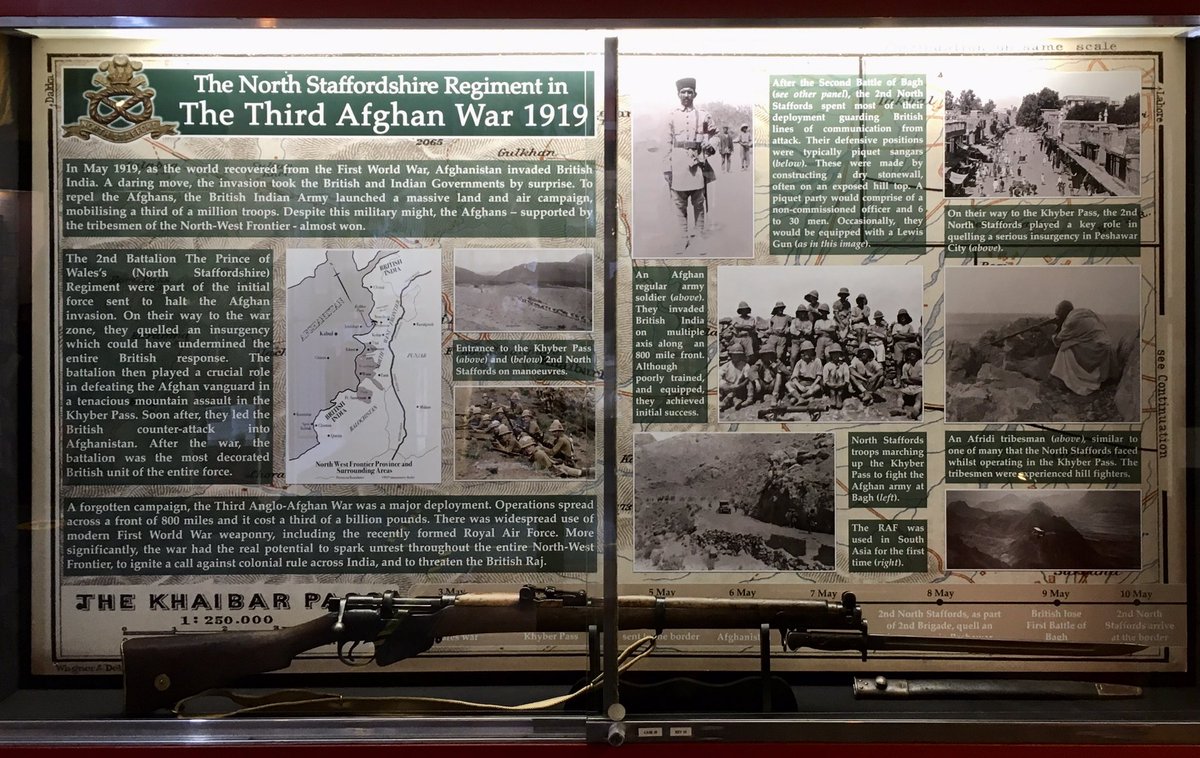 The North Staffordshire Regiment in
The Third Afghan War 1919
2065
Gulkhan
In May 1919, as the world recovered from the First World War, Afghanistan invaded British
India. A daring move, the invasion took the British and Indian Governments by surprise. To
repel the Afghans, the British Indian Army launched a massive land and air campaign,
mobilising a third of a million troops. Despite this military might, the Afghans – supported by
the tribesmen of the North-West Frontier - almost won.
The 2nd Battalion The Prince of
Wales's (North Staffordshire)
Regiment were part of the initial
force sent to halt the Afghan
invasion. On their way to the war
zone, they quelled an insurgency
which could have undermined the
entire British response. The
battalion then played a crucial role
in defeating the Afghan vanguard in
a tenacious mountain assault in the
Khyber Pass. Soon after, they led the
British counter-attack into
Afghanistan. After the war, the
battalion was the most decorated
British unit of the entire force.
BRITISH
INDIA
AFGHANISTAN
Kabul
PUNJAB
BRITISH
INDIA
BALOCHISTAN
North West Frontier Province and
Surrounding Areas
Entrance to the Khyber Pass
(above) and (below) 2nd North
Staffords on manoeuvres.
A forgotten campaign, the Third Anglo-Afghan War was a major deployment. Operations spread
across a front of 800 miles and it cost a third of a billion pounds. There was widespread use of
modern First World War weaponry, including the recently formed Royal Air Force. More
significantly, the war had the real potential to spark unrest throughout the entire North-West
Frontier, to ignite a call against colonial rule across India, and to threaten the British Raj.
After the Second Battle of Bagh
(see other panel), the 2nd North
Staffords spent most of their
deployment guarding British
lines of communication from
attack. Their defensive positions
were typically piquet sangars
(below). These were made by
constructing a dry stonewall,
often on an exposed hill top. A
piquet party would comprise of a
non-commissioned officer and 6
to 30 men. Occasionally, they
would be equipped with a Lewis
Gun (as in this image).
same scale
Lahore
On their way to the Khyber Pass, the 2nd
North Staffords played a key role in
quelling a serious insurgency in Peshawar
City (above).
An Afghan
regular army
soldier (above).
They invaded
British India
on multiple
axis along an
800 mile front.
Although
poorly trained,
and equipped,
they achieved
initial success.
see Continuation
North Staffords
troops marching
up the Khyber
Pass to fight the
Afghan army at
Bagh (left).
An Afridi tribesman (above), similar to
one of many that the North Staffords faced
whilst operating in the Khyber Pass. The
tribesmen were experienced hill fighters.
The RAF was
used in South
Asia for the first
time (right).
THE KHAIBAR
1: 250.000
3 May
5 May
6 May
7 May
8 May
9 May
10 May
war
Khyber Pass
border
2nd North Staffords, as part
of 2nd Brigade, quell an
British lose
First Battle of
Bagh
2nd North
Staffords arrive
at the border
Wagner &